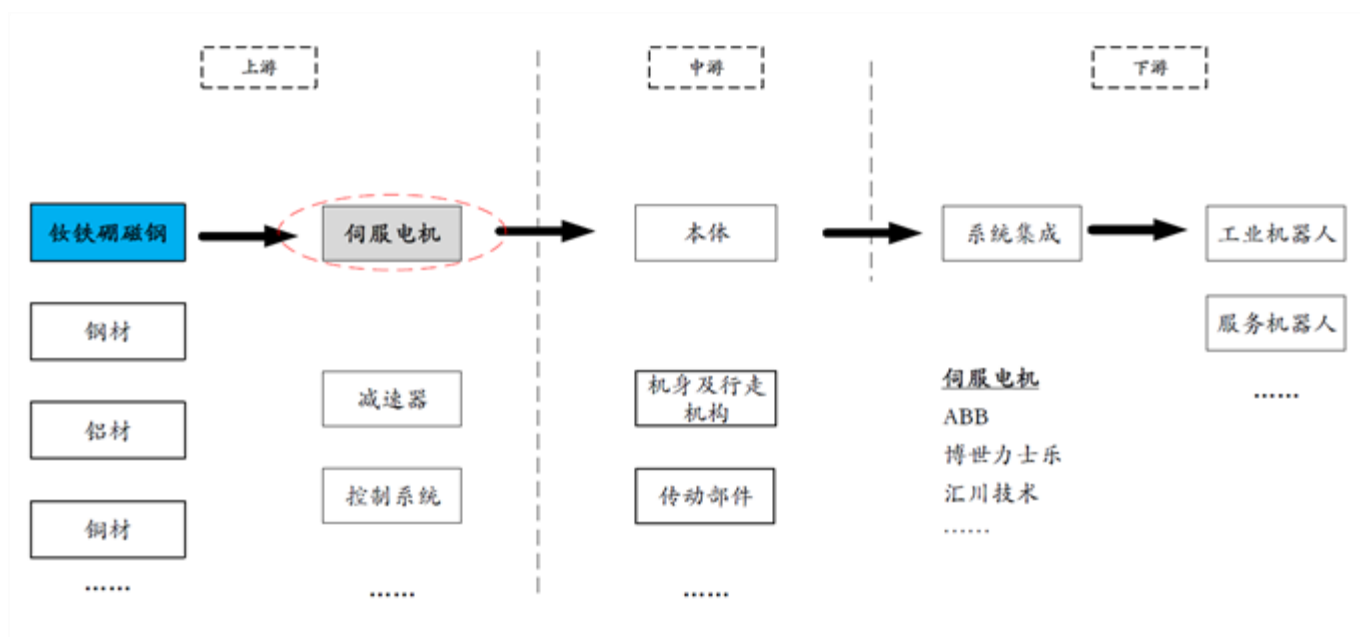 上游
中游
下游
钕铁硼磁钢
伺服电机
本体
系统集成
工业机器人
钢材
服务机器人
减速器
机身及行走
机构
伺服电机
ABB
……
铝材
博世力士乐
控制系统
传动部件
汇川技术
铜材
……
……
……
……